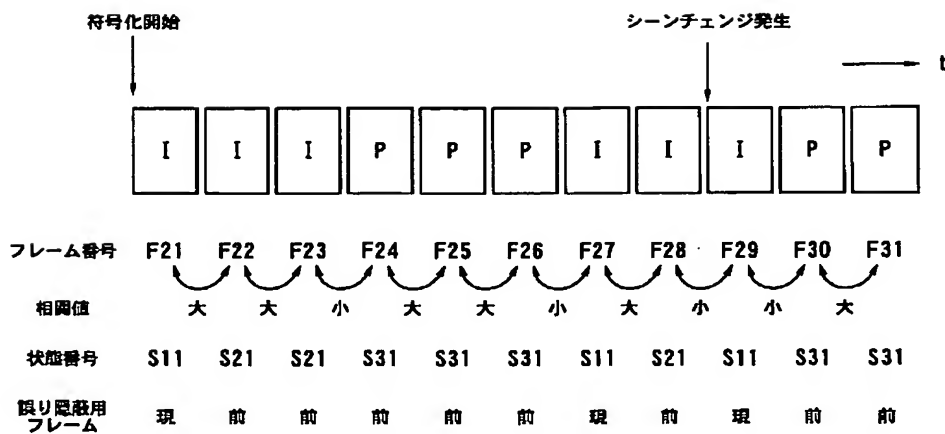 符号化開始
シーンチェンジ発生
t
I I I P P P I I I P P
フレーム番号 F21 F22 F23 F24 F25 F26 F27 F28 F29 F30 F31
相関値 大 大 小 大 大 小 大 小 小 大
状態番号 S11 S21 S21 S31 S31 S31 S11 S21 S11 S31 S31
誤り隠蔽用
フレーム 現 前 前 前 前 前 現 前 現 前 前